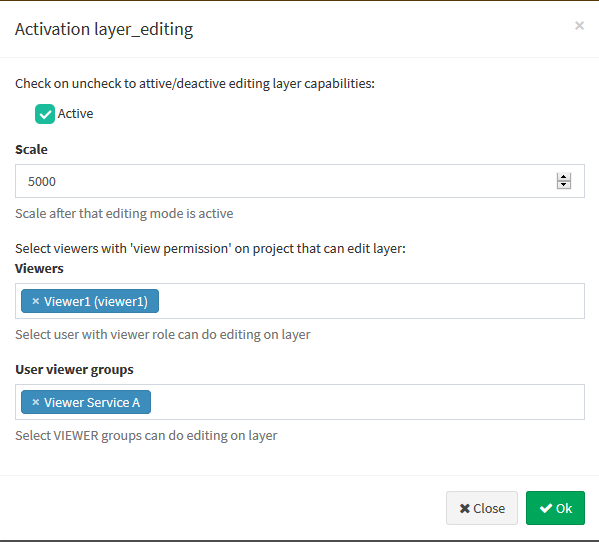 Activation layer_editing
×
Check on uncheck to attive/deactive editing layer capabilities:
Active
Scale
5000
Scale after that editing mode is active
Select viewers with 'view permission' on project that can edit layer:
Viewers
× Viewer1 (viewer1)
Select user with viewer role can do editing on layer
User viewer groups
× Viewer Service A
Select VIEWER groups can do editing on layer
Close
Ok